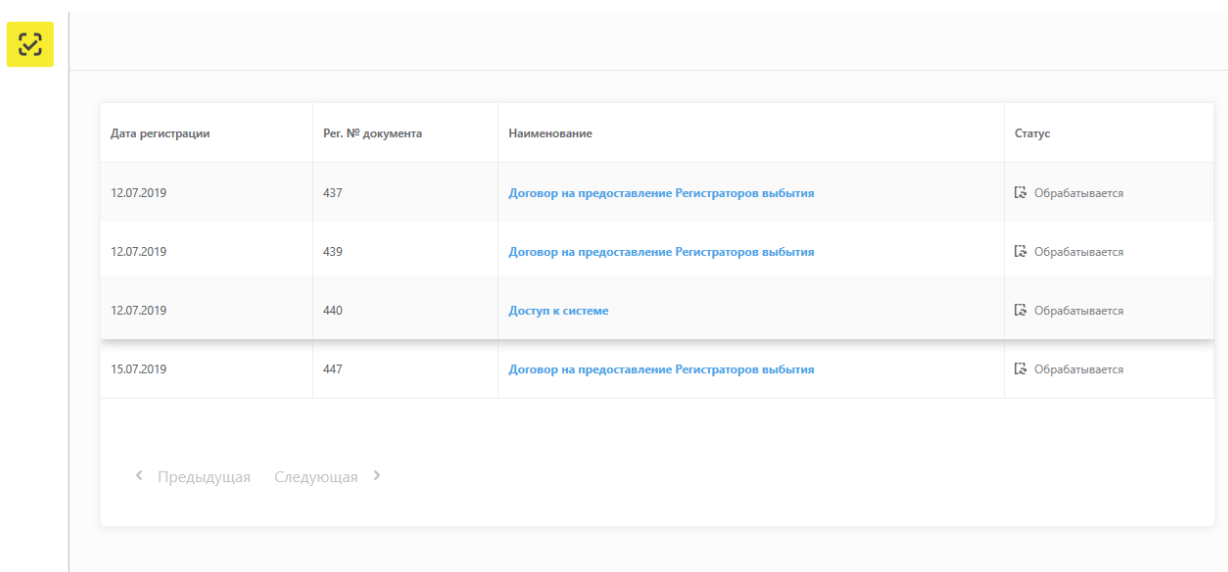 Дата регистрации Рег. № документа Наименование Статус
12.07.2019 437 Договор на предоставление Регистраторов выбытия Обрабатывается
12.07.2019 439 Договор на предоставление Регистраторов выбытия Обрабатывается
12.07.2019 440 Доступ к системе Обрабатывается
15.07.2019 447 Договор на предоставление Регистраторов выбытия Обрабатывается
Предыдущая Следующая